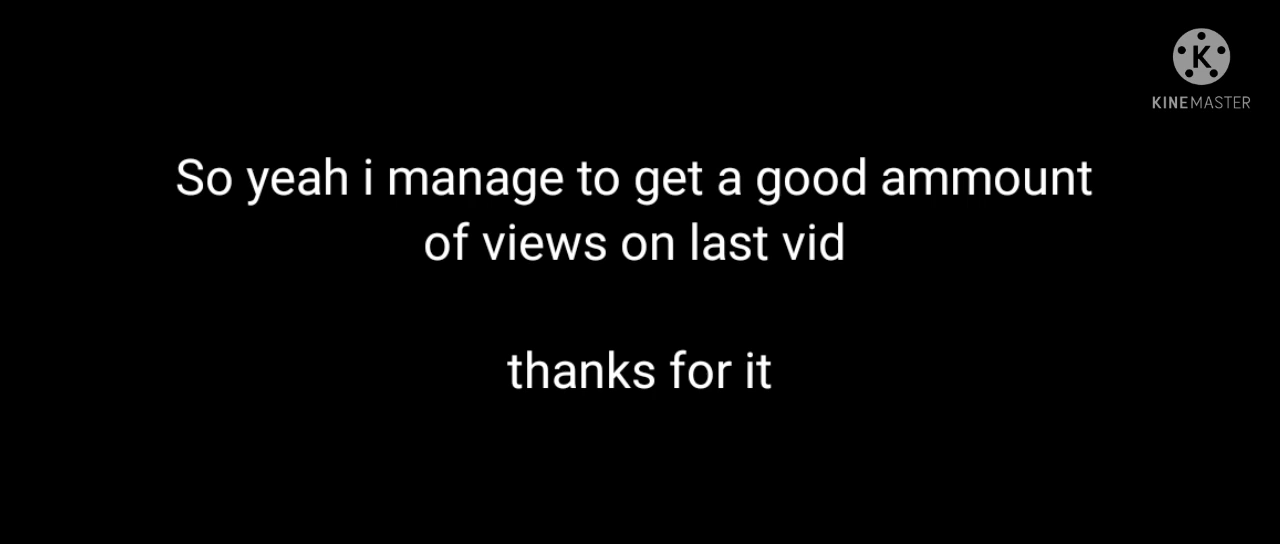 K
KINEMASTER
So yeah i manage to get a good ammount
of views on last vid
thanks for it